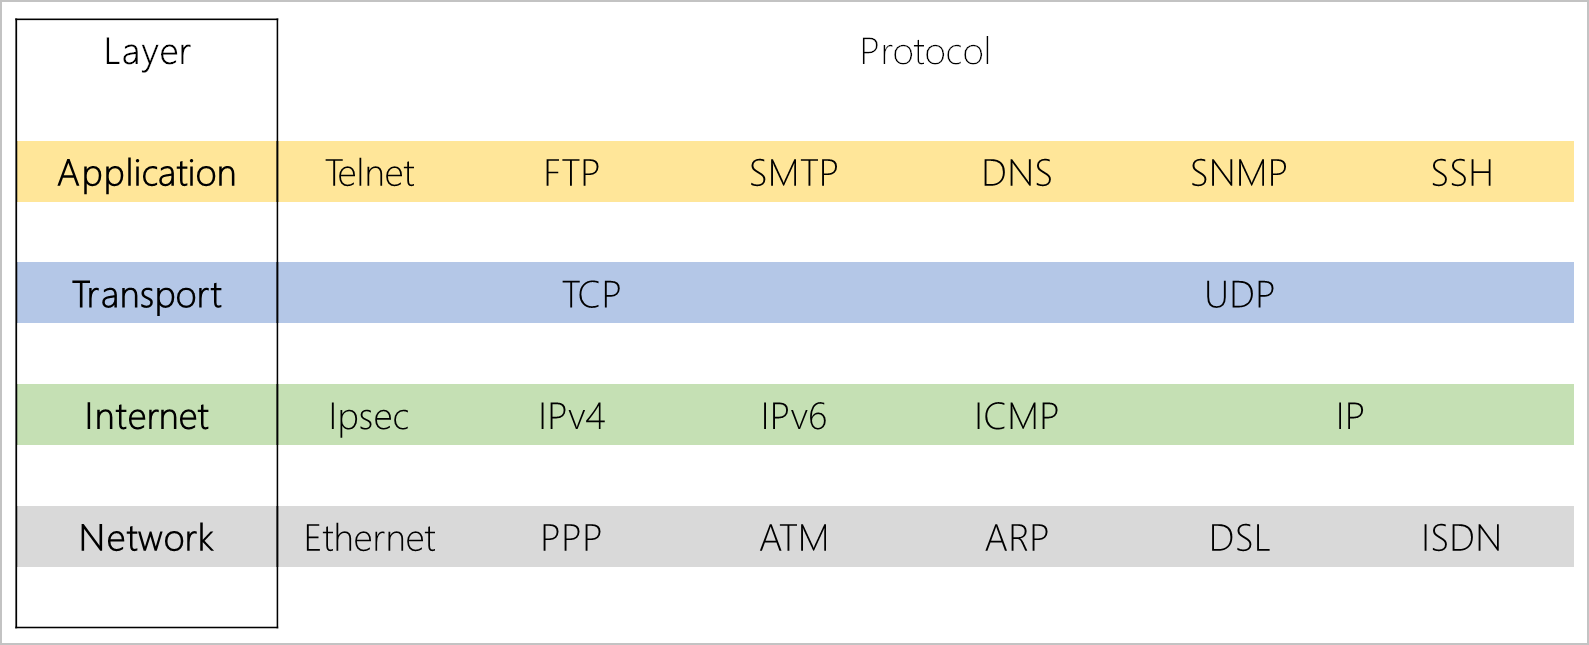 Layer Protocol
Application Telnet FTP SMTP DNS SNMP SSH
Transport TCP UDP
Internet Ipsec IPv4 IPv6 ICMP IP
Network Ethernet PPP ATM ARP DSL ISDN